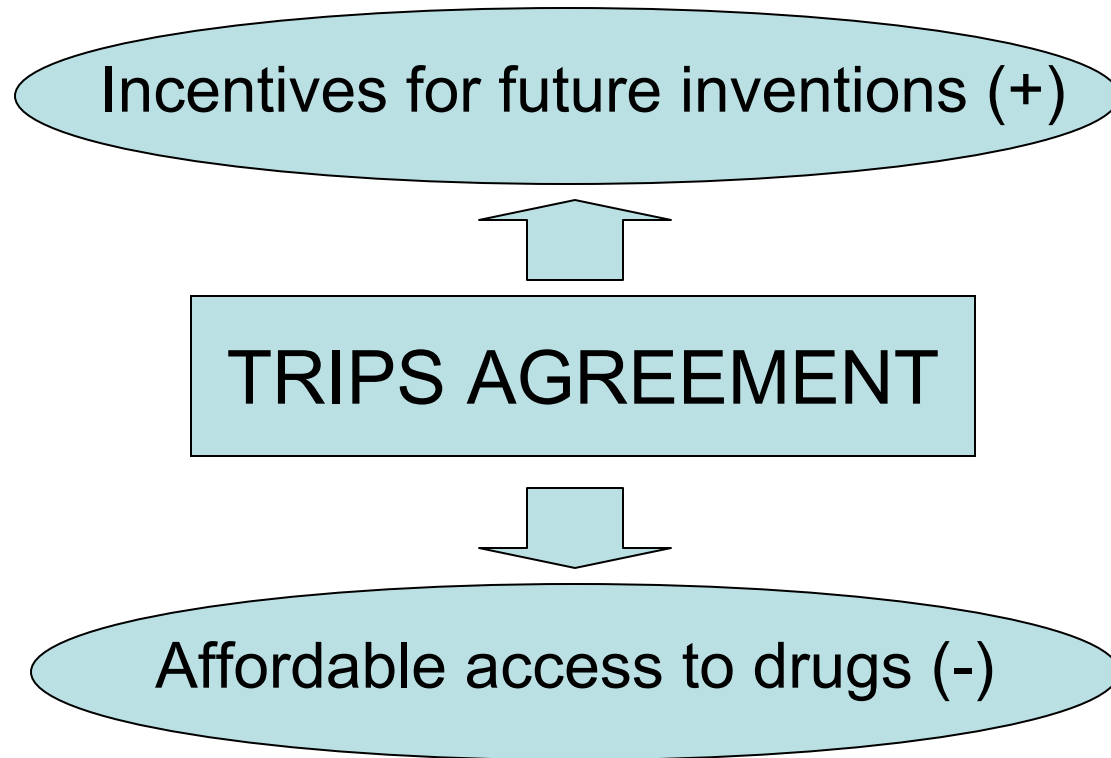 Incentives for future inventions (+)
TRIPS AGREEMENT
Affordable access to drugs (-)